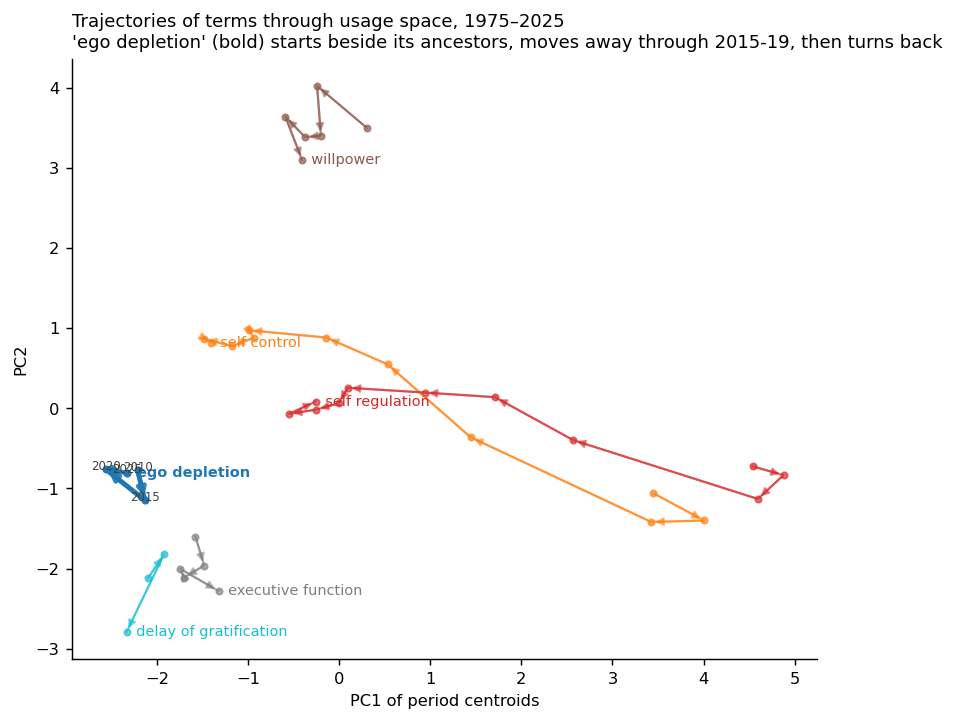 Trajectories of terms through usage space, 1975–2025
'ego depletion' (bold) starts beside its ancestors, moves away through 2015-19, then turns back
4
willpower
3
2
1
self control
self regulation
0
PC2
2020
2010
ego depletion
−1
2015
−2
executive function
delay of gratification
−3
−2
−1
0
1
2
3
4
5
PC1 of period centroids